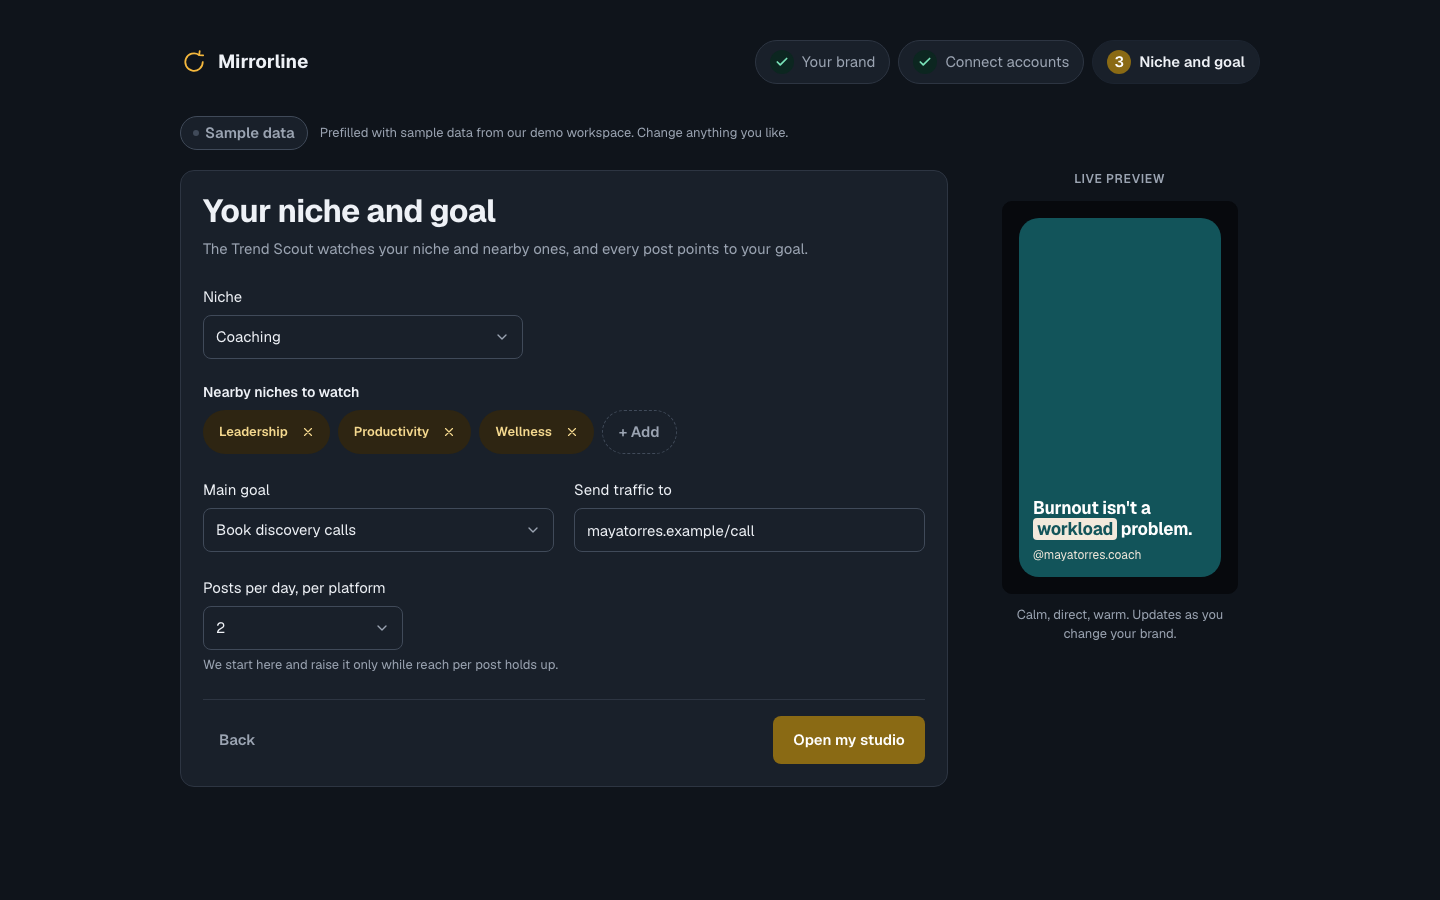 Mirrorline
Your brand
Connect accounts
3 Niche and goal
Sample data
Prefilled with sample data from our demo workspace. Change anything you like.
Your niche and goal
The Trend Scout watches your niche and nearby ones, and every post points to your goal.
Niche
Coaching
Nearby niches to watch
Leadership × Productivity × Wellness × + Add
Main goal
Book discovery calls
Send traffic to
mayatorres.example/call
Posts per day, per platform
2
We start here and raise it only while reach per post holds up.
Back
Open my studio
LIVE PREVIEW
Burnout isn't a
workload problem.
@mayatorres.coach
Calm, direct, warm. Updates as you
change your brand.